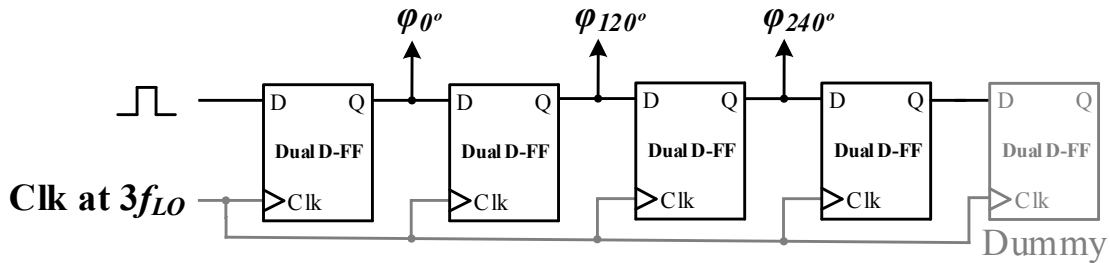 φ0º φ120º φ240º
D Q D Q D Q D Q D Q
Dual D-FF Dual D-FF Dual D-FF Dual D-FF Dual D-FF
Clk at 3fLO Clk Clk Clk Clk Clk
Dummy